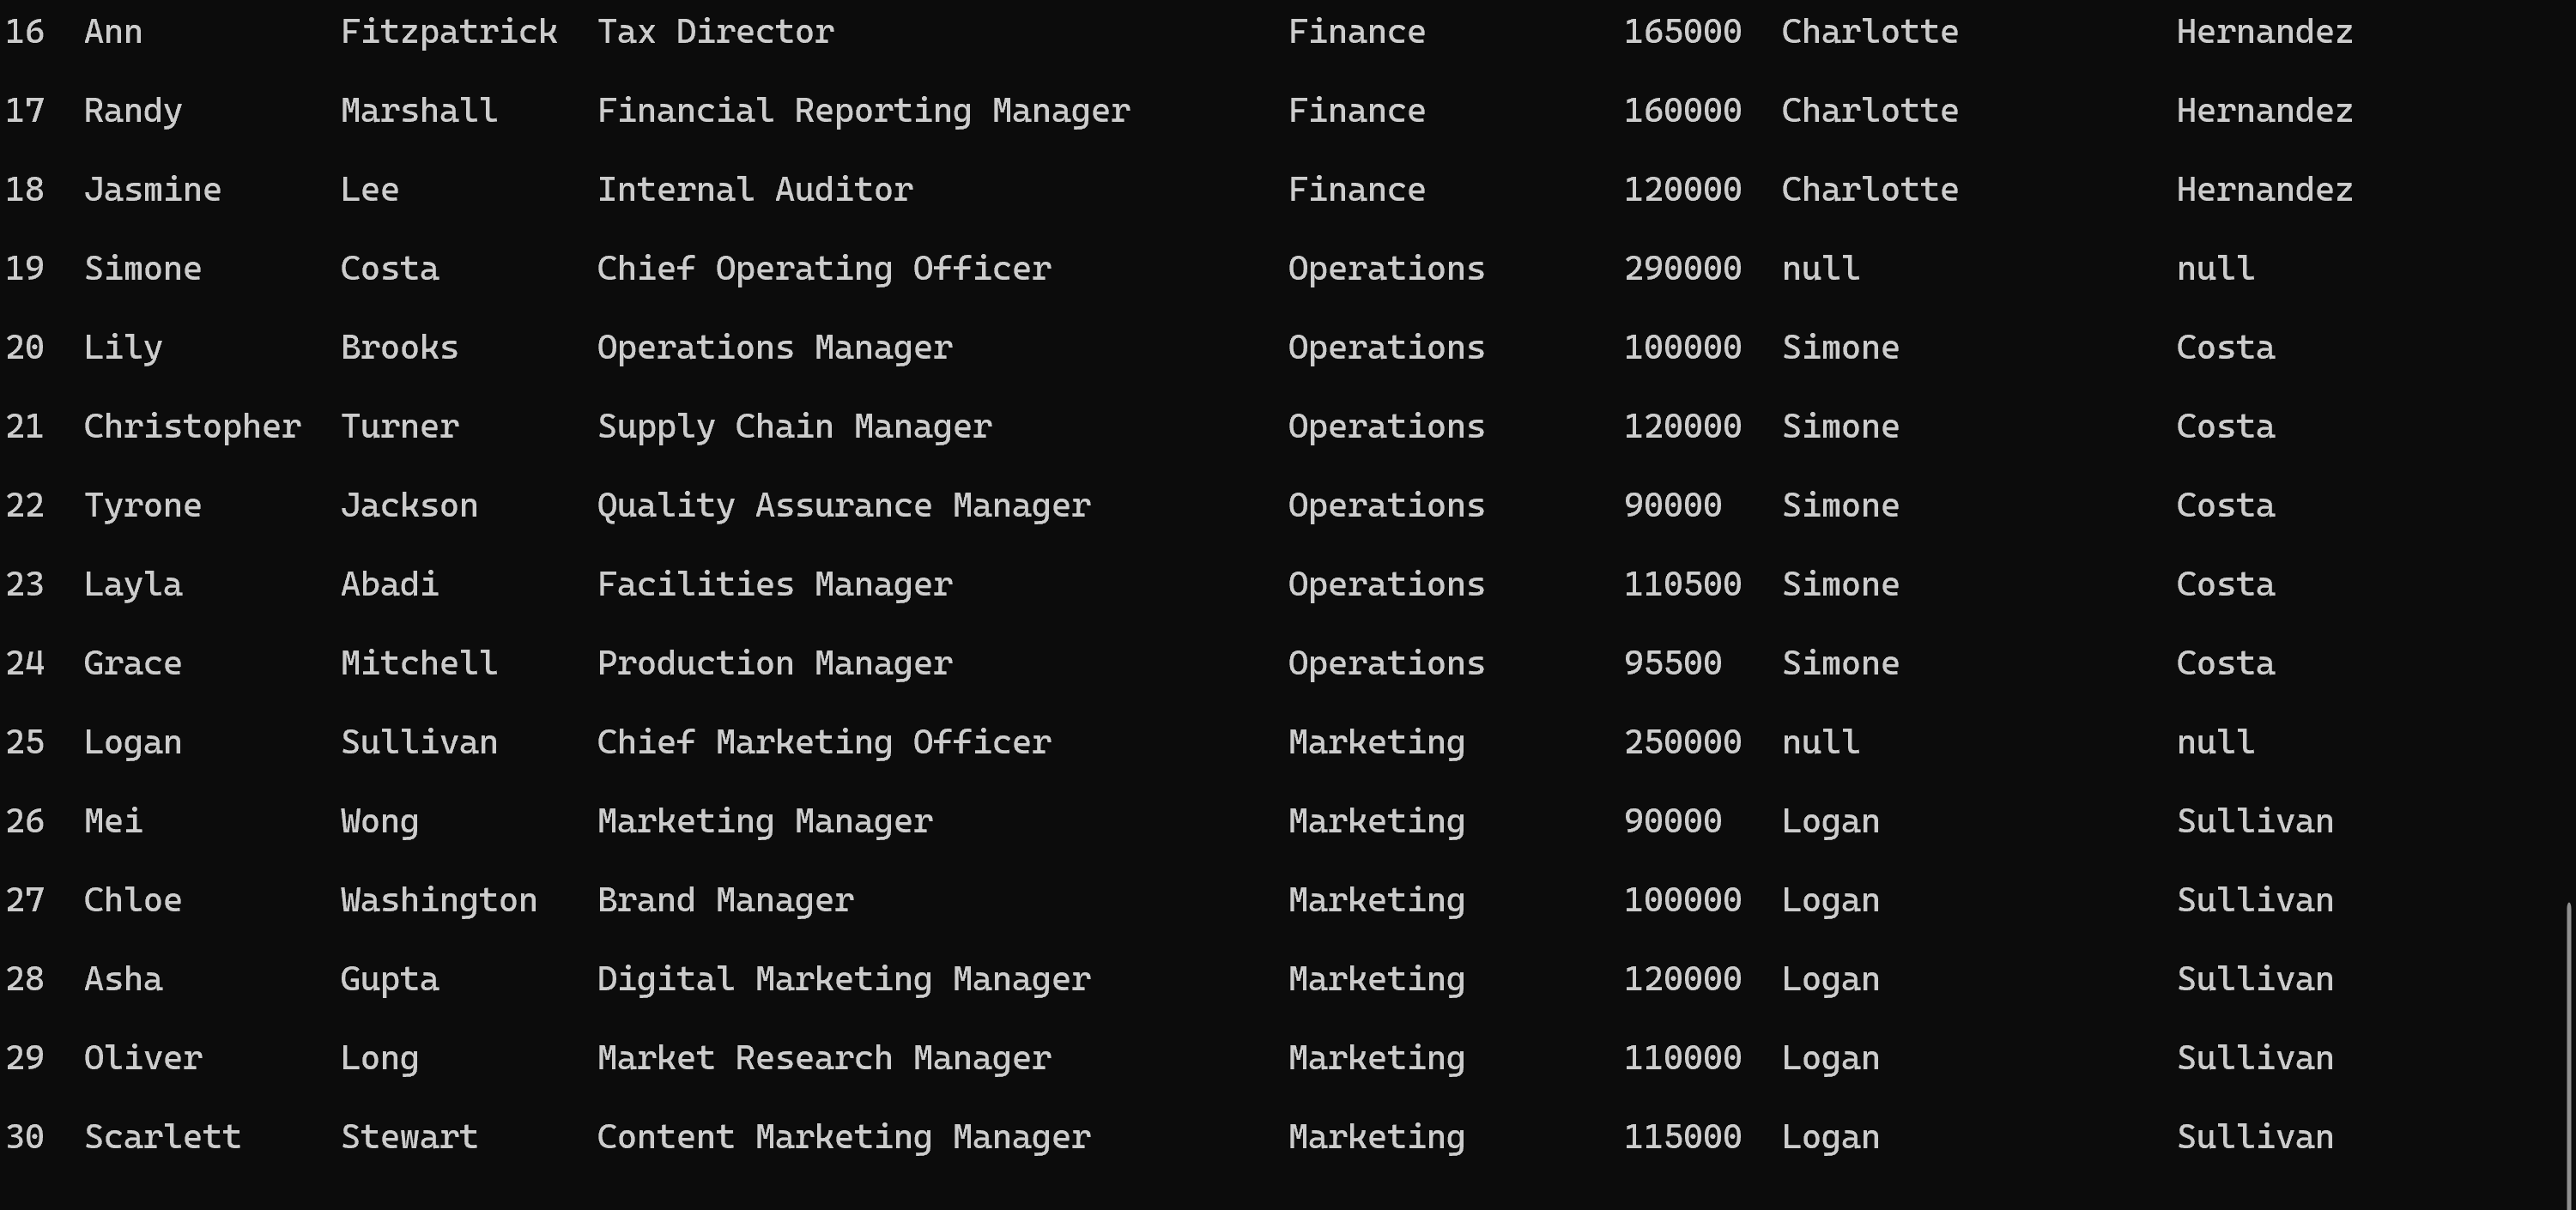 16  Ann          Fitzpatrick  Tax Director                       Finance          165000  Charlotte           Hernandez
17  Randy        Marshall     Financial Reporting Manager        Finance          160000  Charlotte           Hernandez
18  Jasmine      Lee          Internal Auditor                   Finance          120000  Charlotte           Hernandez
19  Simone       Costa        Chief Operating Officer            Operations       290000  null                null
20  Lily         Brooks       Operations Manager                 Operations       100000  Simone              Costa
21  Christopher  Turner       Supply Chain Manager               Operations       120000  Simone              Costa
22  Tyrone       Jackson      Quality Assurance Manager          Operations       90000   Simone              Costa
23  Layla        Abadi        Facilities Manager                 Operations       110500  Simone              Costa
24  Grace        Mitchell     Production Manager                 Operations       95500   Simone              Costa
25  Logan        Sullivan     Chief Marketing Officer            Marketing        250000  null                null
26  Mei          Wong         Marketing Manager                  Marketing        90000   Logan               Sullivan
27  Chloe        Washington   Brand Manager                      Marketing        100000  Logan               Sullivan
28  Asha         Gupta        Digital Marketing Manager          Marketing        120000  Logan               Sullivan
29  Oliver       Long         Market Research Manager            Marketing        110000  Logan               Sullivan
30  Scarlett     Stewart      Content Marketing Manager          Marketing        115000  Logan               Sullivan